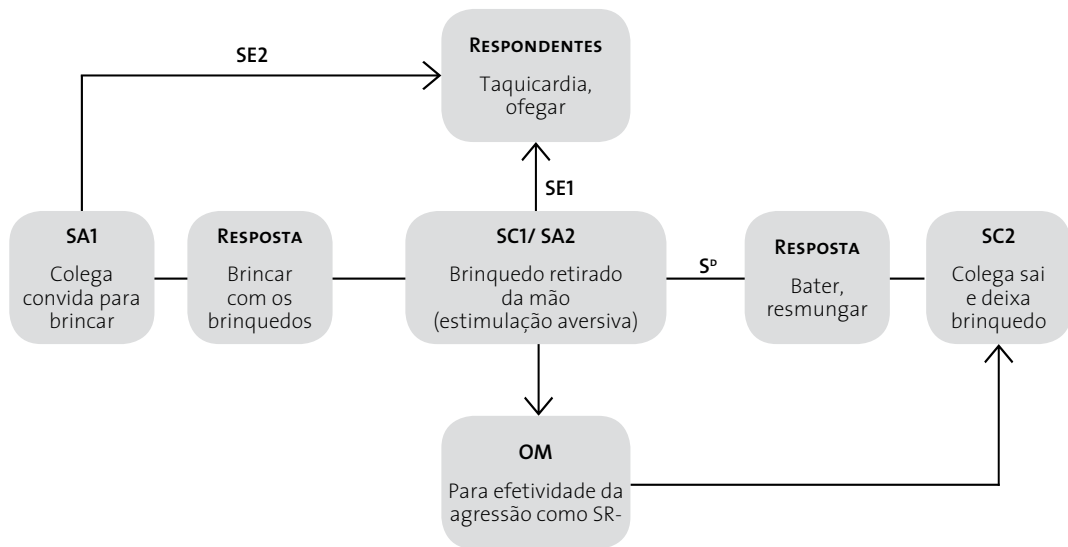 RESPONDENTES
Taquicardia,
ofegar
SE2
SE1
SA1
Colega
convida para
brincar
RESPOSTA
Brincar
com os
brinquedos
SC1/ SA2
Brinquedo retirado
da mão
(estimulação aversiva)
Sᴰ
RESPOSTA
Bater,
resmungar
SC2
Colega sai
e deixa
brinquedo
OM
Para efetividade da
agressão como SR-